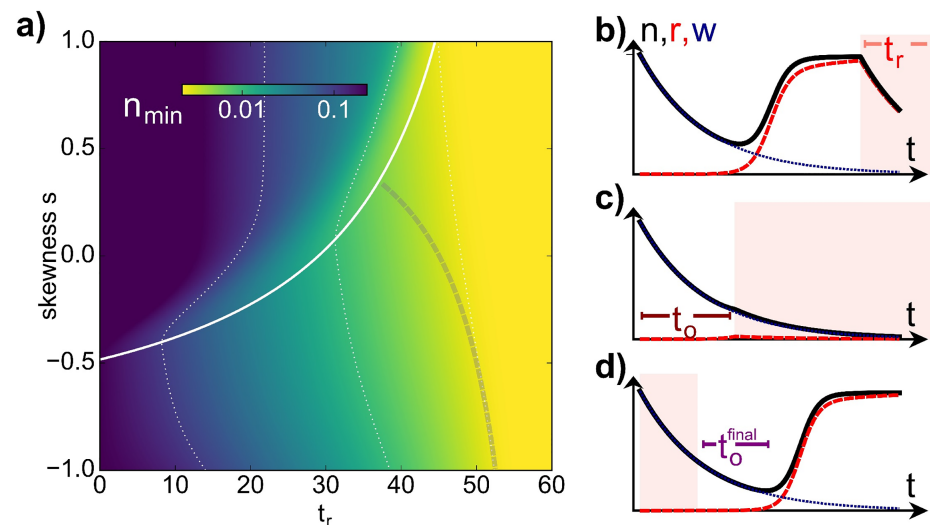 a)
1.0
0.5
0.0
−0.5
−1.0
skewness s
n_min
0.01
0.1
0
10
20
30
40
50
60
t_r
b)
n,r,w
t_r
t
c)
t_o
t
d)
t_o^final
t